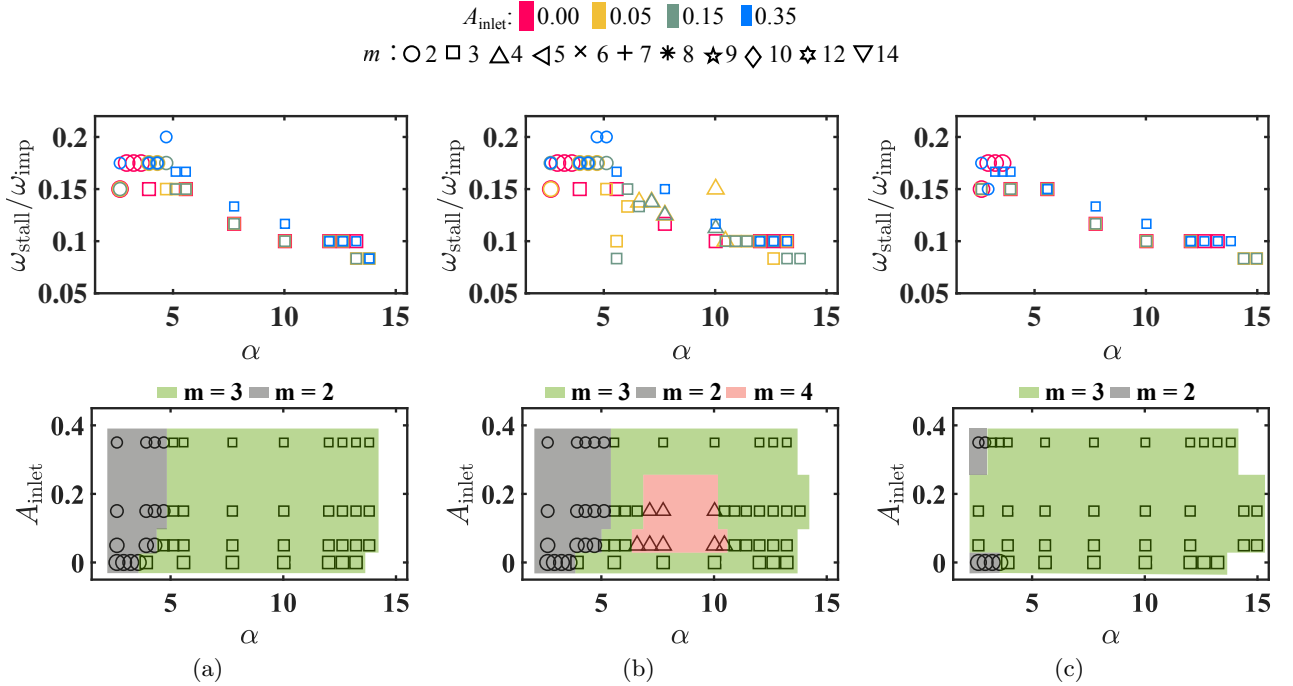 A_inlet: 0.00 0.05 0.15 0.35
m : ○ 2 □ 3 △ 4 ◁ 5 × 6 + 7 ✱ 8 ☆ 9 ◇ 10 ✡ 12 ▽ 14
ω_stall/ω_imp
0.2
0.15
0.1
0.05
5 10 15
α
ω_stall/ω_imp
0.2
0.15
0.1
0.05
5 10 15
α
ω_stall/ω_imp
0.2
0.15
0.1
0.05
5 10 15
α
m = 3 m = 2
A_inlet
0.4
0.2
0
5 10 15
α
(a)
m = 3 m = 2 m = 4
A_inlet
0.4
0.2
0
5 10 15
α
(b)
m = 3 m = 2
A_inlet
0.4
0.2
0
5 10 15
α
(c)